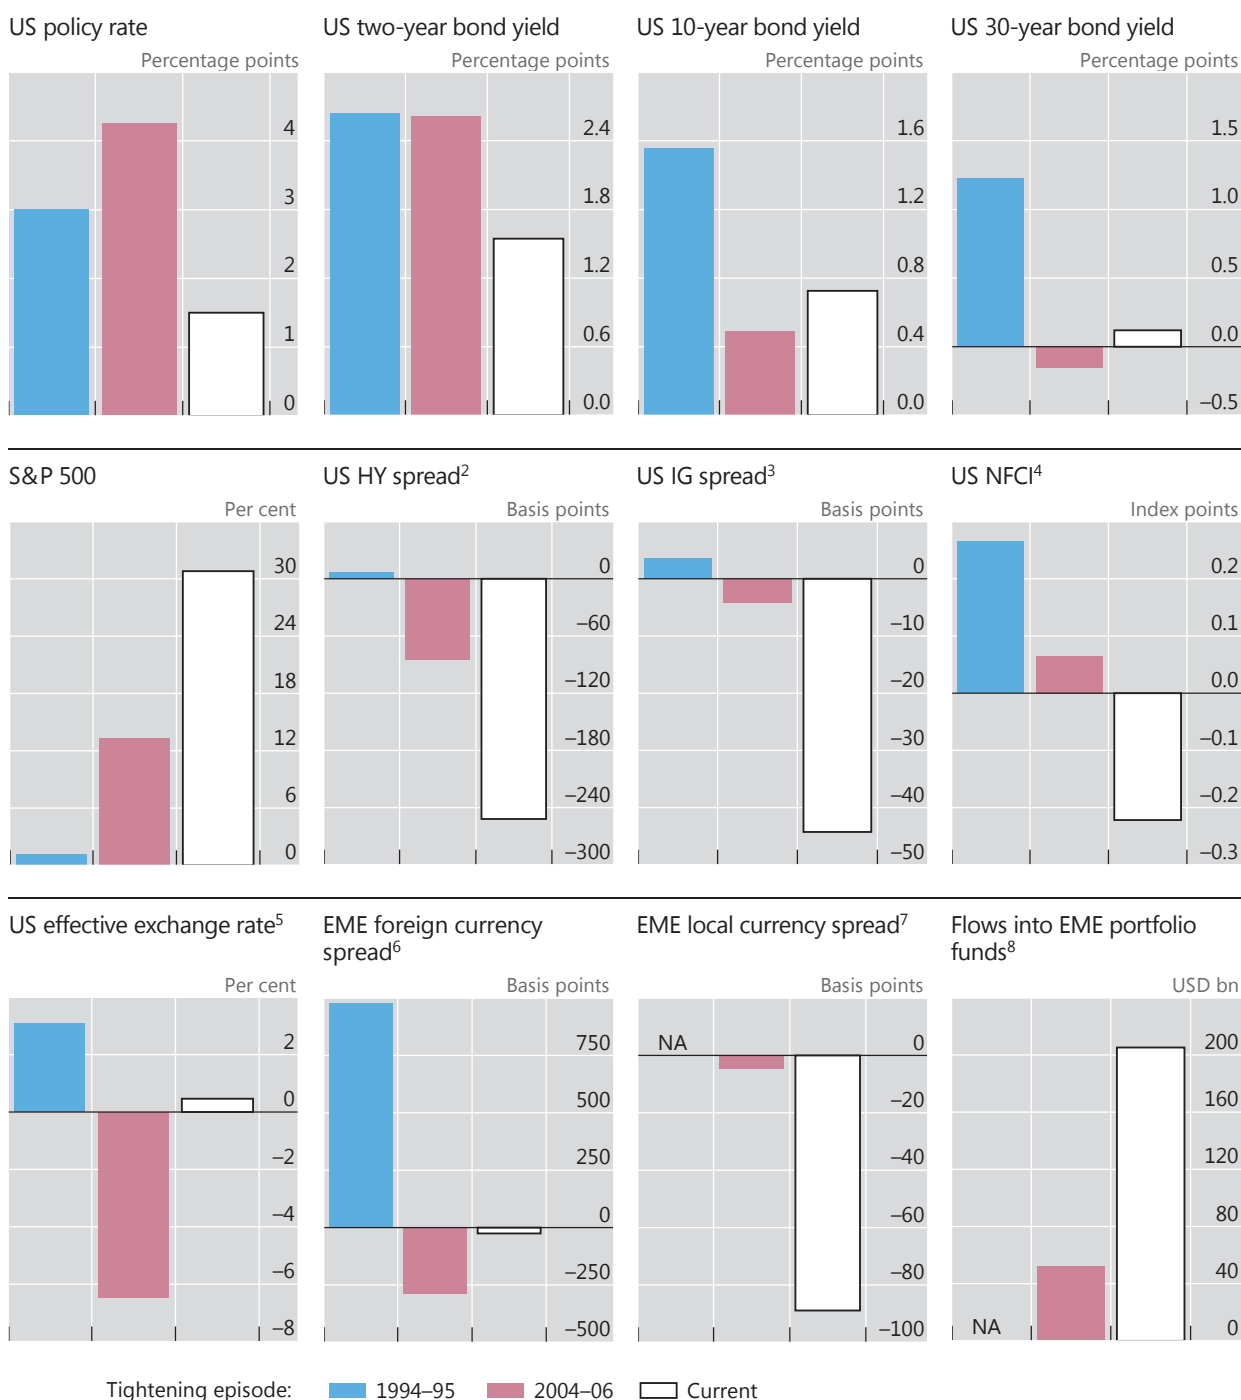 US policy rate
Percentage points
4
3
2
1
0
US two-year bond yield
Percentage points
2.4
1.8
1.2
0.6
0.0
US 10-year bond yield
Percentage points
1.6
1.2
0.8
0.4
0.0
US 30-year bond yield
Percentage points
1.5
1.0
0.5
0.0
–0.5
S&P 500
Per cent
30
24
18
12
6
0
US HY spread²
Basis points
0
–60
–120
–180
–240
–300
US IG spread³
Basis points
0
–10
–20
–30
–40
–50
US NFCI⁴
Index points
0.2
0.1
0.0
–0.1
–0.2
–0.3
US effective exchange rate⁵
Per cent
2
0
–2
–4
–6
–8
EME foreign currency
spread⁶
Basis points
750
500
250
0
–250
–500
EME local currency spread⁷
Basis points
NA
0
–20
–40
–60
–80
–100
Flows into EME portfolio
funds⁸
USD bn
200
160
120
80
40
0
NA
Tightening episode: 1994–95 2004–06 Current